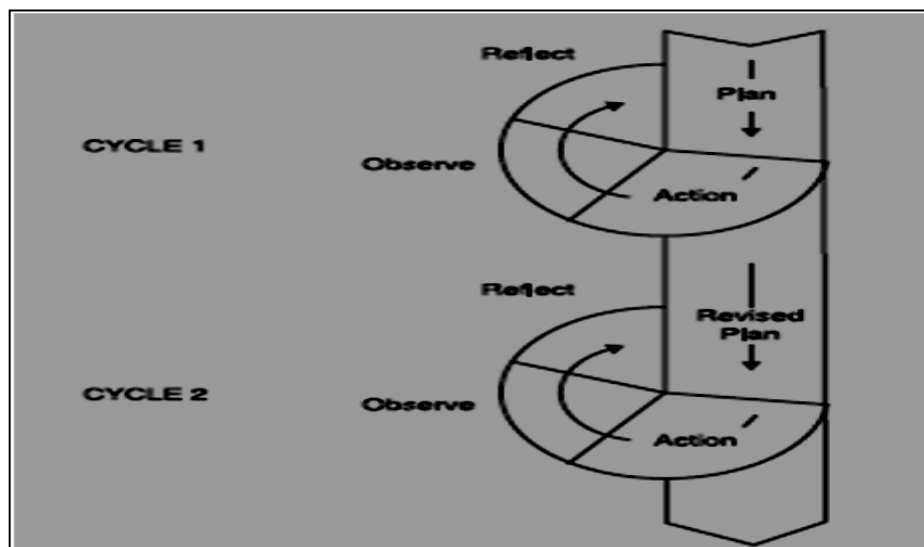 Reflect
Plan
CYCLE 1
Observe
Action
Reflect
Revised
Plan
CYCLE 2
Observe
Action